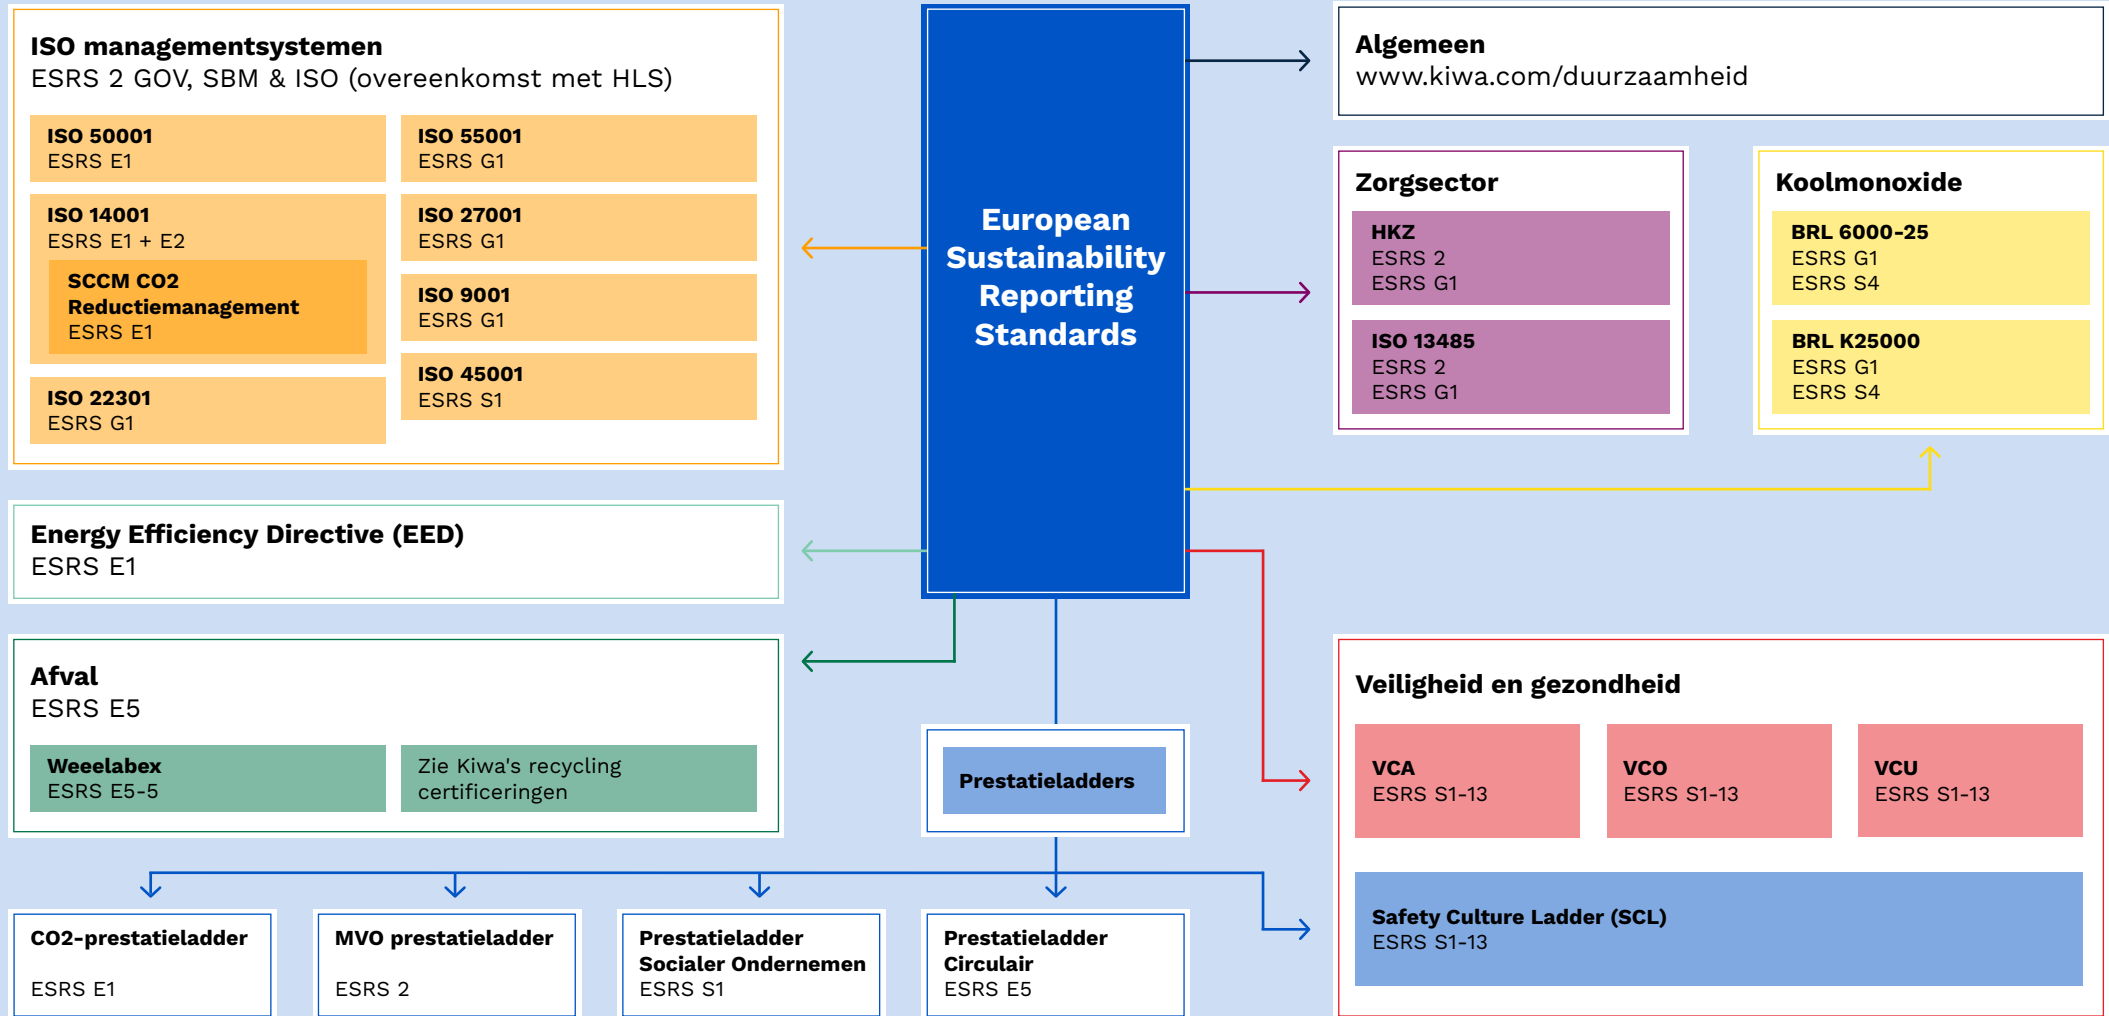 ISO managementsystemen
ESRS 2 GOV, SBM & ISO (overeenkomst met HLS)
ISO 50001
ESRS E1
ISO 14001
ESRS E1 + E2
SCCM CO2
Reductiemanagement
ESRS E1
ISO 22301
ESRS G1
ISO 55001
ESRS G1
ISO 27001
ESRS G1
ISO 9001
ESRS G1
ISO 45001
ESRS S1
European
Sustainability
Reporting
Standards
Algemeen
www.kiwa.com/duurzaamheid
Zorgsector
HKZ
ESRS 2
ESRS G1
ISO 13485
ESRS 2
ESRS G1
Koolmonoxide
BRL 6000-25
ESRS G1
ESRS S4
BRL K25000
ESRS G1
ESRS S4
Energy Efficiency Directive (EED)
ESRS E1
Afval
ESRS E5
Weeelabex
ESRS E5-5
Zie Kiwa's recycling
certificeringen
Prestatieladders
Veiligheid en gezondheid
VCA
ESRS S1-13
VCO
ESRS S1-13
VCU
ESRS S1-13
Safety Culture Ladder (SCL)
ESRS S1-13
CO2-prestatieladder
ESRS E1
MVO prestatieladder
ESRS 2
Prestatieladder
Socialer Ondernemen
ESRS S1
Prestatieladder
Circulair
ESRS E5